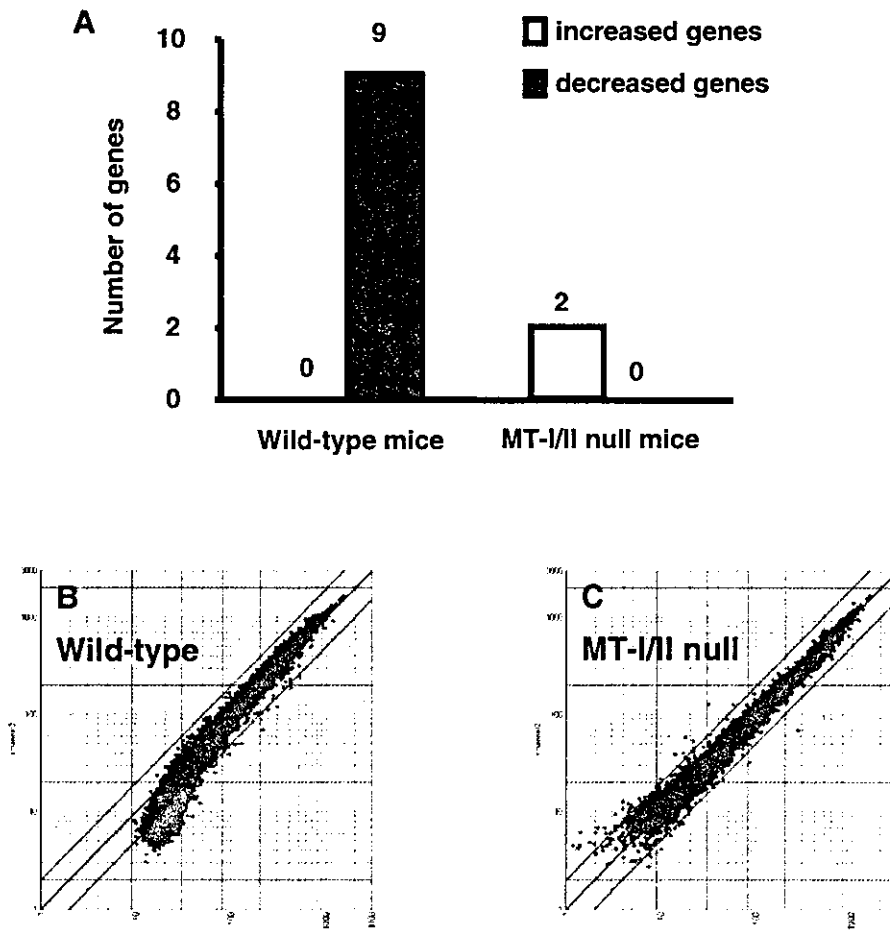 A
10
9
increased genes
decreased genes
8
Number of genes
6
4
2
2
0
0
0
Wild-type mice
MT-I/II null mice
B
Wild-type
C
MT-I/II null